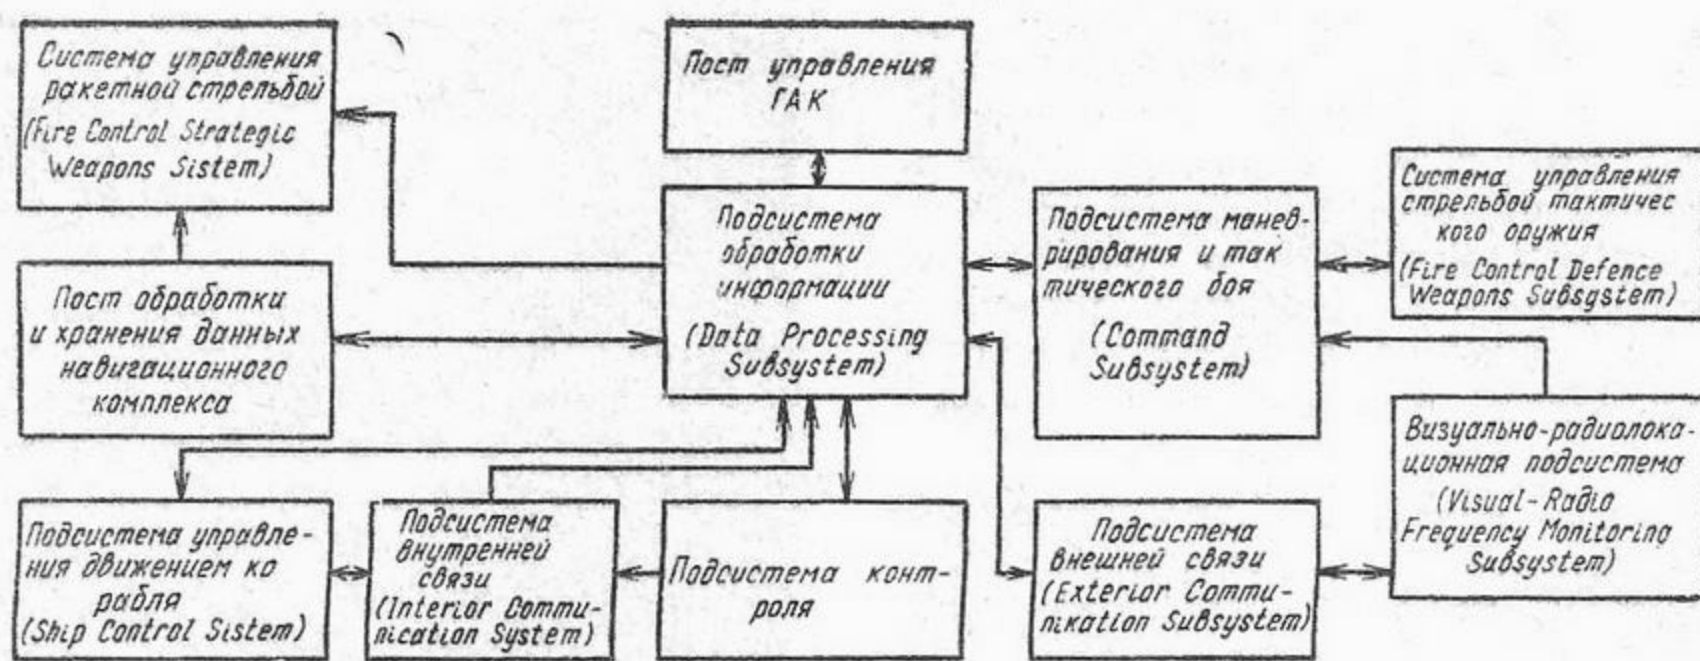 Система управления
ракетной стрельбой
(Fire Control Strategic
Weapons Sistem)
Пост управления
ГАК
Система управления
стрельбой тактичес
кого оружия
(Fire Control Defence
Weapons Subsystem)
Подсистема
обработки
информации
(Data Processing
Subsystem)
Подсистема манев-
рирования и так
тического боя
(Command
Subsystem)
Пост обработки
и хранения данных
навигационного
комплекса
Визуально-радиолока-
ционная подсистема
(Visual-Radio
Frequency Monitoring
Subsystem)
Подсистема управле-
ния движением ко
рабля
(Ship Control Sistem)
Подсистема
внутренней
связи
(Interior Commu-
nication System)
Подсистема конт-
роля
Подсистема
внешней связи
(Exterior Commu-
nikation Subsystem)